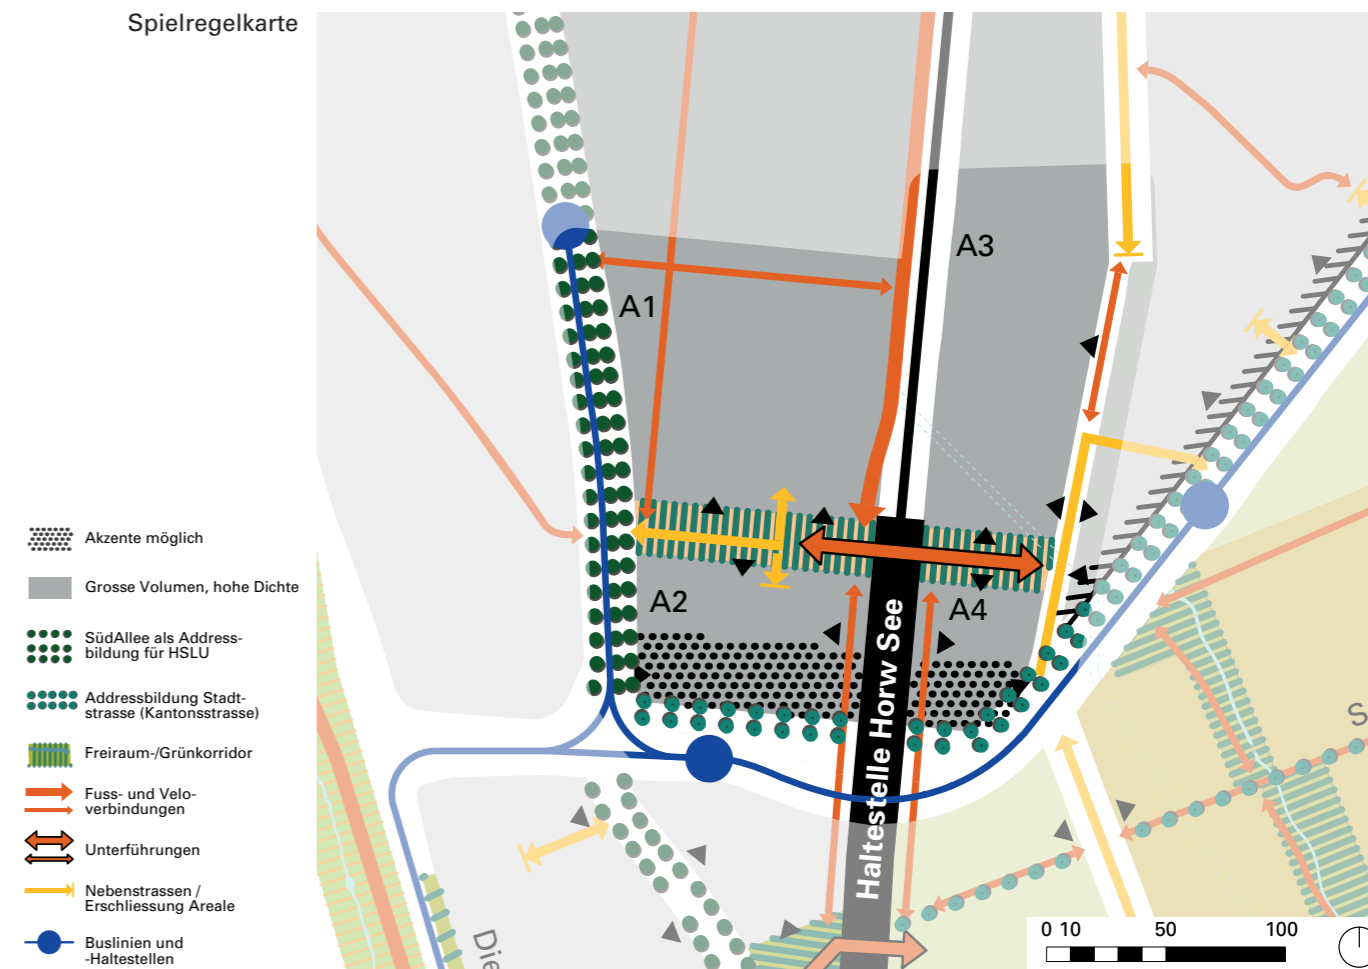 Spielregelkarte
A3
A1
A2
A4
Haltestelle Horw See
Akzente möglich
Grosse Volumen, hohe Dichte
SüdAllee als Address-
bildung für HSLU
Addressbildung Stadt-
strasse (Kantonsstrasse)
Freiraum-/Grünkorridor
Fuss- und Velo-
verbindungen
Unterführungen
Nebenstrassen /
Erschliessung Areale
Buslinien und
-Haltestellen
Die
S
0 10 50 100